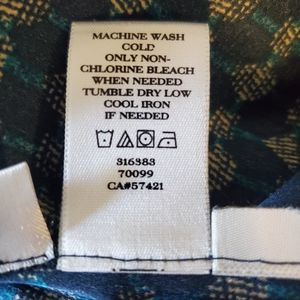 MACHINE WASH
COLD
ONLY NON-
CHLORINE BLEACH
WHEN NEEDED
TUMBLE DRY LOW
COOL IRON
IF NEEDED
316383
70099
CA#57421